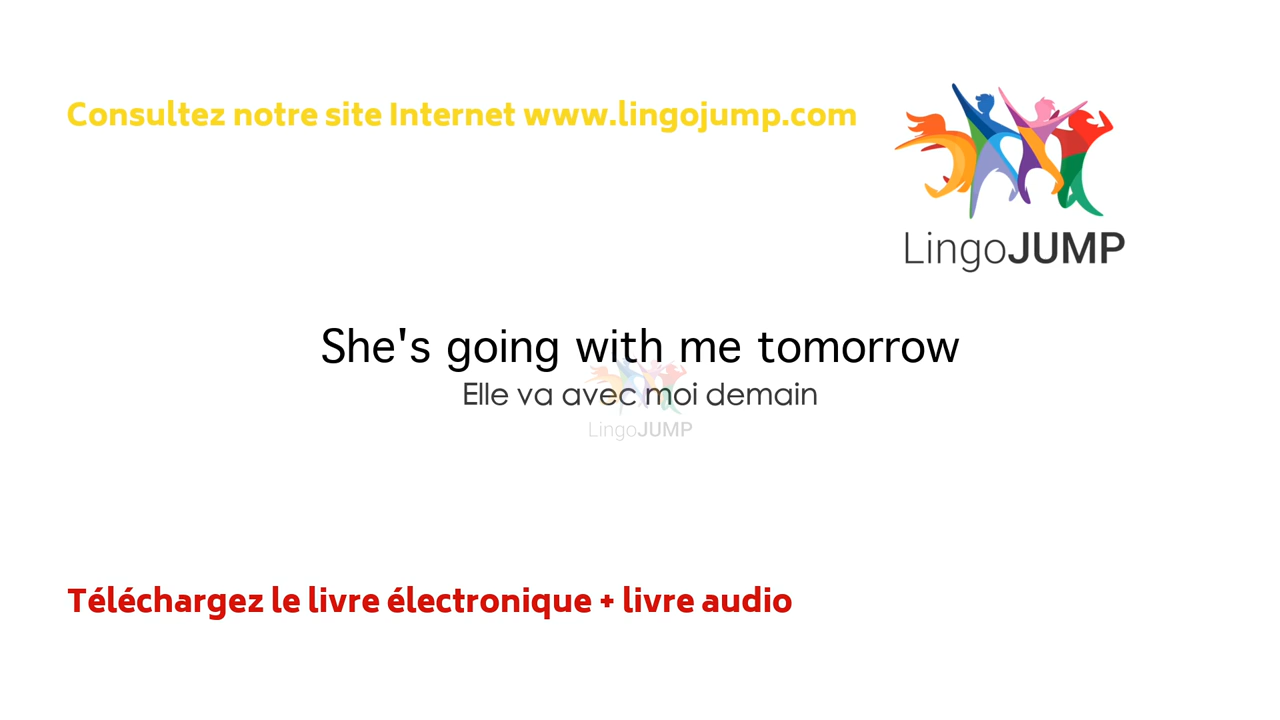 Consultez notre site Internet www.lingojump.com
LingoJUMP
She's going with me tomorrow
Elle va avec moi demain
LingoJUMP
Téléchargez le livre électronique + livre audio